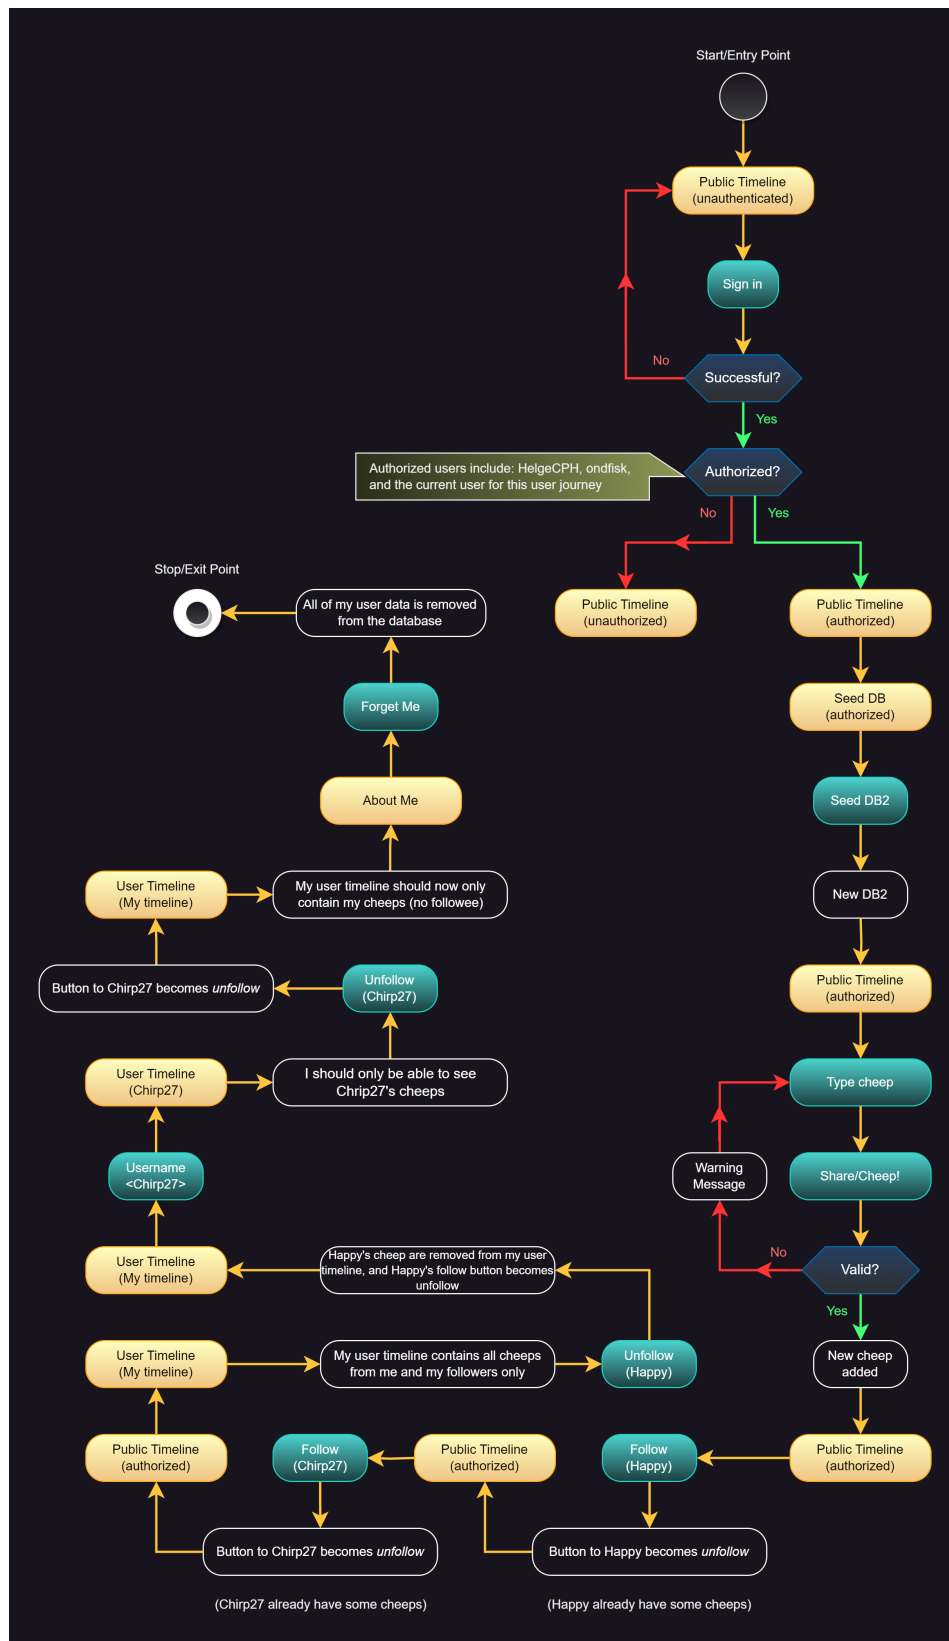 Start/Entry Point
Public Timeline
(unauthenticated)
Sign in
No
Successful?
Yes
Authorized users include: HelgeCPH, ondfisk,
and the current user for this user journey
Authorized?
No
Yes
Stop/Exit Point
All of my user data is removed
from the database
Public Timeline
(unauthorized)
Public Timeline
(authorized)
Forget Me
Seed DB
(authorized)
About Me
Seed DB2
User Timeline
(My timeline)
My user timeline should now only
contain my cheeps (no followee)
New DB2
Button to Chirp27 becomes unfollow
Unfollow
(Chirp27)
Public Timeline
(authorized)
User Timeline
(Chirp27)
I should only be able to see
Chrip27's cheeps
Type cheep
Username
<Chirp27>
Warning
Message
Share/Cheep!
User Timeline
(My timeline)
Happy's cheep are removed from my user
timeline, and Happy's follow button becomes
unfollow
No
Valid?
Yes
User Timeline
(My timeline)
My user timeline contains all cheeps
from me and my followers only
Unfollow
(Happy)
New cheep
added
Public Timeline
(authorized)
Follow
(Chirp27)
Public Timeline
(authorized)
Follow
(Happy)
Public Timeline
(authorized)
Button to Chirp27 becomes unfollow
Button to Happy becomes unfollow
(Chirp27 already have some cheeps)
(Happy already have some cheeps)